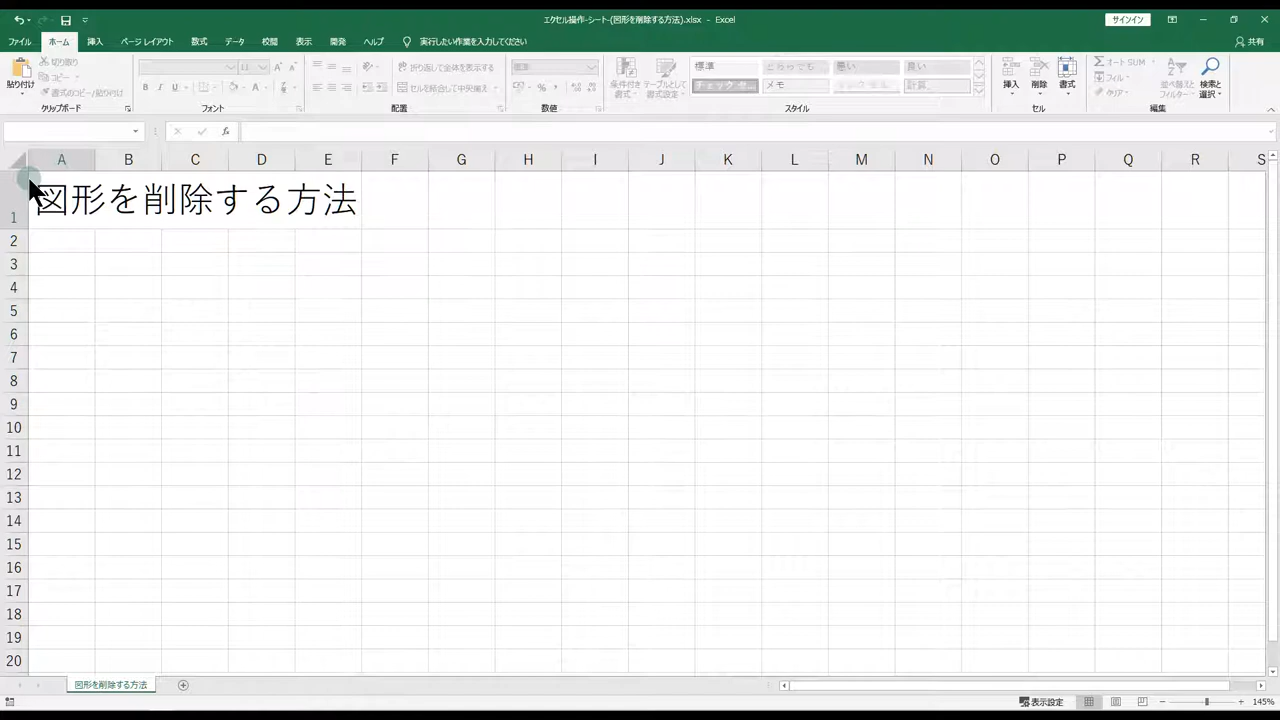 エクセル操作-シート-(図形を削除する方法).xlsx - Excel
サインイン
ファイル ホーム 挿入 ページ レイアウト 数式 データ 校閲 表示 開発 ヘルプ 実行したい作業を入力してください 共有
貼り付け
切り取り
コピー
書式のコピー/貼り付け
クリップボード
11
フォント
折り返して全体を表示する
セルを結合して中央揃え
配置
標準
数値
条件付き書式
テーブルとして書式設定
標準 どちらでも 悪い 良い
チェック セ... メモ 計算
スタイル
挿入 削除 書式
セル
オート SUM
フィル
クリア
並べ替えとフィルター
検索と選択
編集
fx
A B C D E F G H I J K L M N O P Q R S
1 図形を削除する方法
2
3
4
5
6
7
8
9
10
11
12
13
14
15
16
17
18
19
20
図形を削除する方法
表示設定 145%